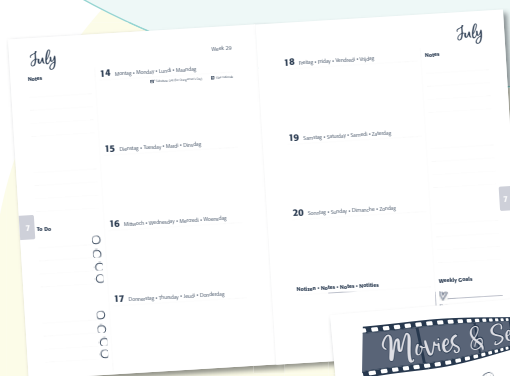 July
Week 29
Notes
14 Montag • Monday • Lundi • Maandag
15 Dienstag • Tuesday • Mardi • Dinsdag
16 Mittwoch • Wednesday • Mercredi • Woensdag
17 Donnerstag • Thursday • Jeudi • Donderdag
7 To Do
July
Notes
18 Freitag • Friday • Vendredi • Vrijdag
19 Samstag • Saturday • Samedi • Zaterdag
20 Sonntag • Sunday • Dimanche • Zondag
7
Notizen • Notes • Notes • Notities
Weekly Goals
Movies & Se